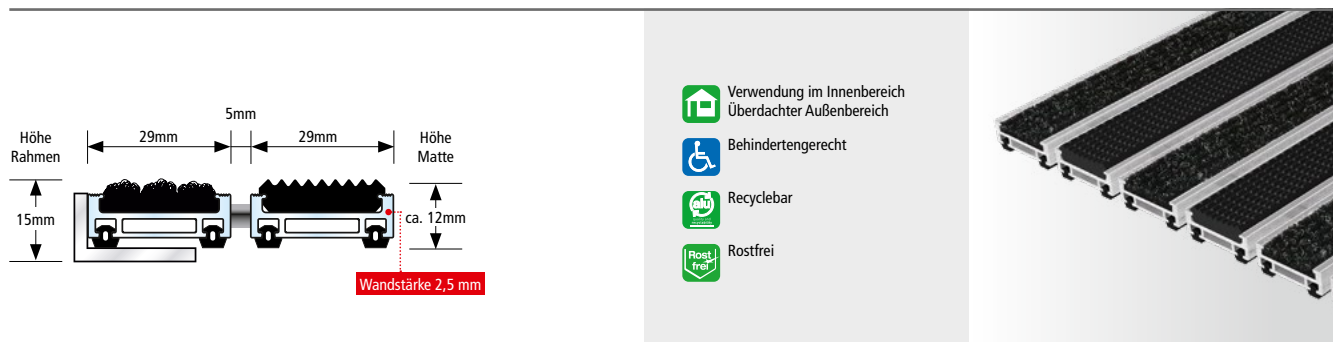 5mm
Höhe
Rahmen
29mm
29mm
Höhe
Matte
15mm
ca. 12mm
Wandstärke 2,5 mm
Verwendung im Innenbereich
Überdachter Außenbereich
Behindertengerecht
alu
Recyclebar
Rost
frei
Rostfrei